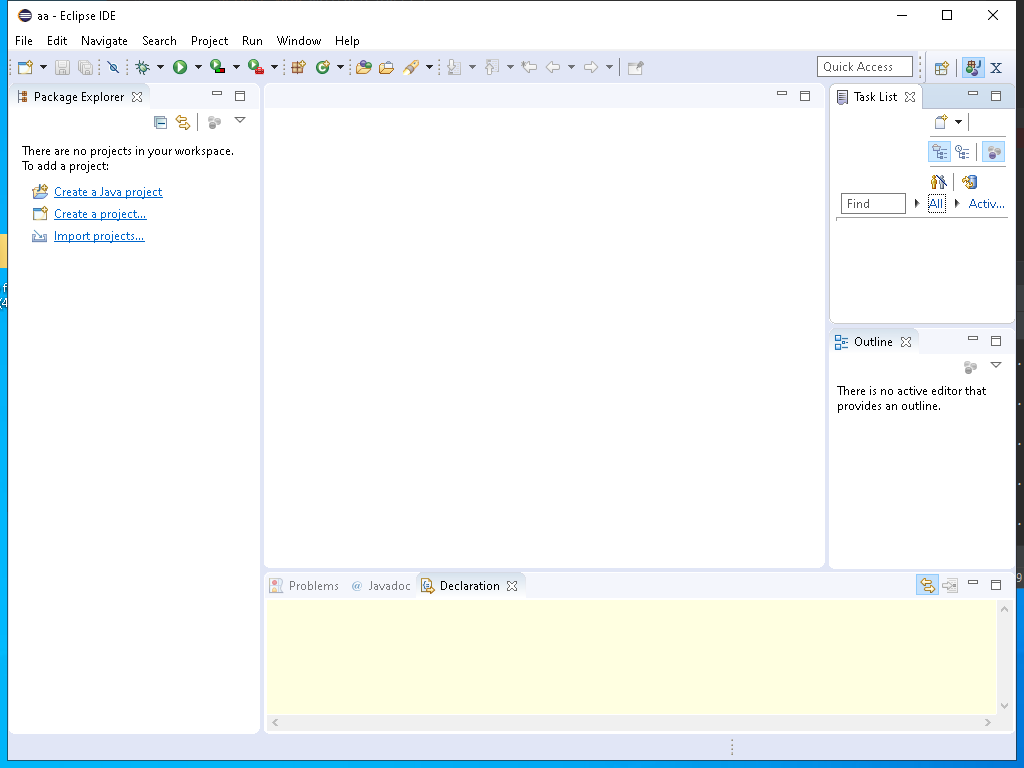 aa - Eclipse IDE
File Edit Navigate Search Project Run Window Help
Quick Access
Package Explorer
There are no projects in your workspace.
To add a project:
Create a Java project
Create a project...
Import projects...
Task List
Find All Activ...
Outline
There is no active editor that
provides an outline.
Problems @ Javadoc Declaration